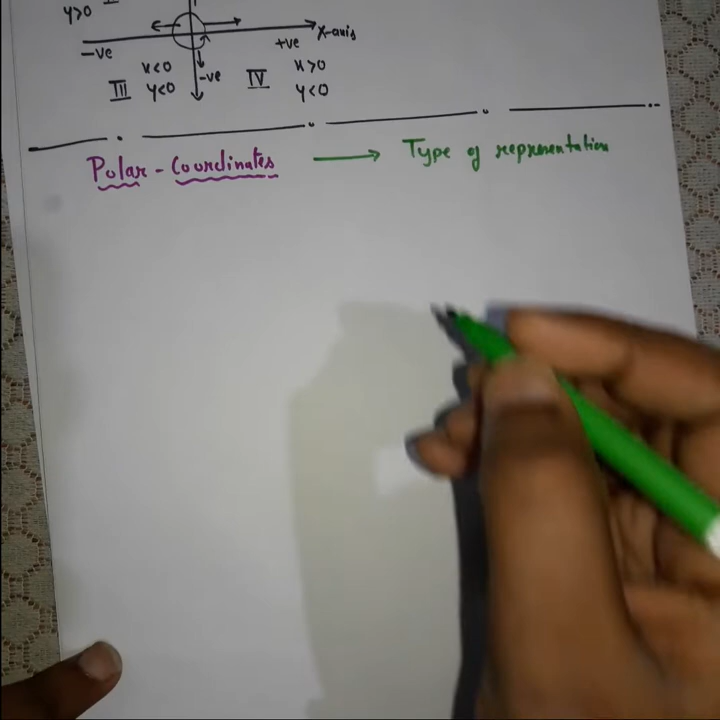 y>0
X-axis
-ve
+ve
x<0
-ve
x>0
III
y<0
IV
y<0
Polar - Coordinates → Type of representation